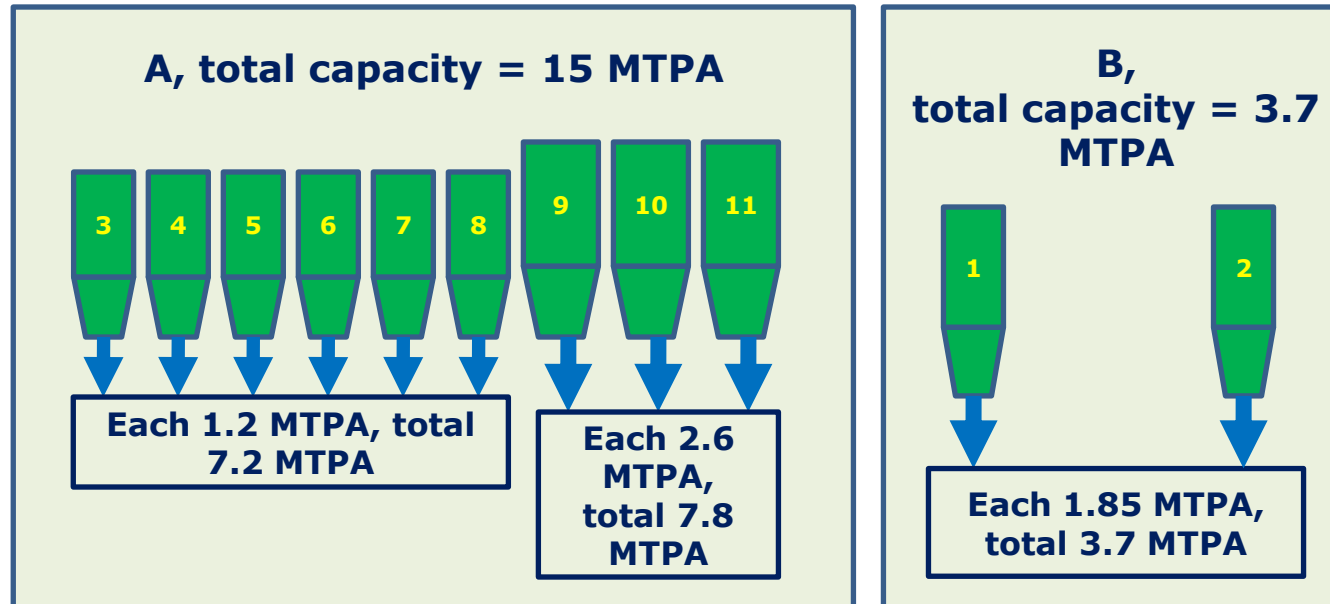 A, total capacity = 15 MTPA
3 4 5 6 7 8 9 10 11
Each 1.2 MTPA, total
7.2 MTPA
Each 2.6
MTPA,
total 7.8
MTPA
B,
total capacity = 3.7
MTPA
1 2
Each 1.85 MTPA,
total 3.7 MTPA